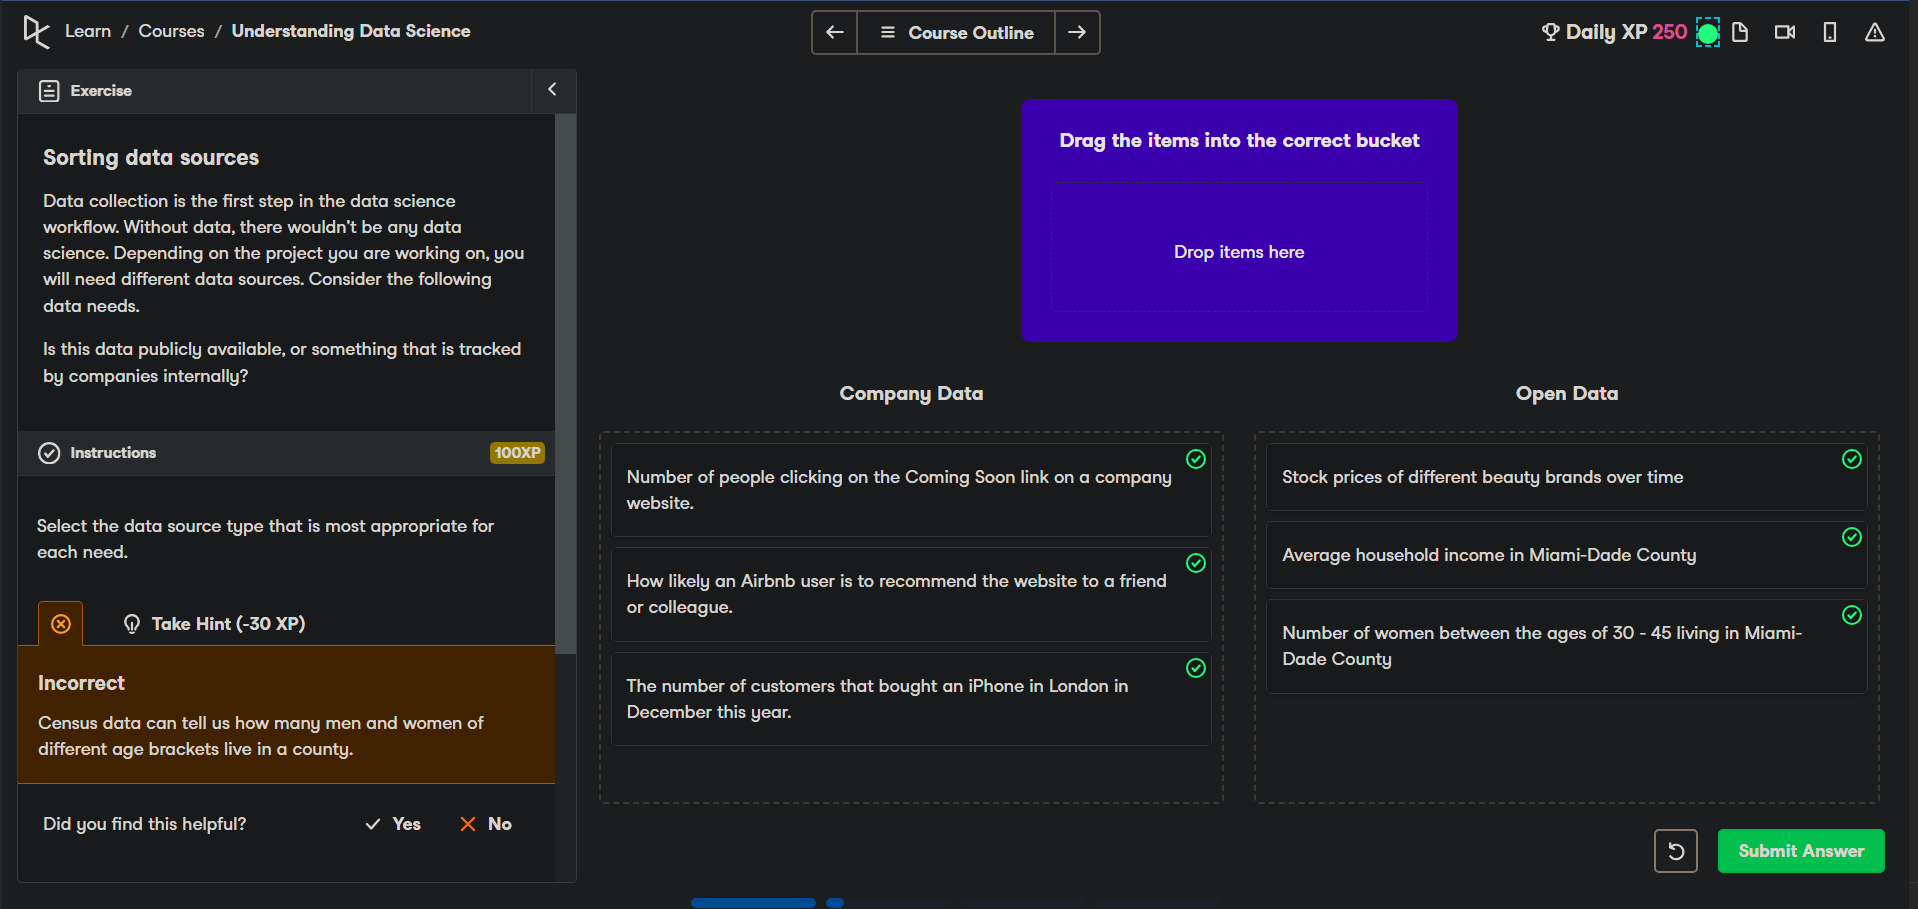 Learn / Courses / Understanding Data Science
Course Outline
Daily XP 250
Exercise
Sorting data sources
Data collection is the first step in the data science
workflow. Without data, there wouldn't be any data
science. Depending on the project you are working on, you
will need different data sources. Consider the following
data needs.
Is this data publicly available, or something that is tracked
by companies internally?
Instructions
100XP
Select the data source type that is most appropriate for
each need.
Take Hint (-30 XP)
Incorrect
Census data can tell us how many men and women of
different age brackets live in a county.
Did you find this helpful?
Yes
No
Drag the items into the correct bucket
Drop items here
Company Data
Number of people clicking on the Coming Soon link on a company
website.
How likely an Airbnb user is to recommend the website to a friend
or colleague.
The number of customers that bought an iPhone in London in
December this year.
Open Data
Stock prices of different beauty brands over time
Average household income in Miami-Dade County
Number of women between the ages of 30 - 45 living in Miami-
Dade County
Submit Answer